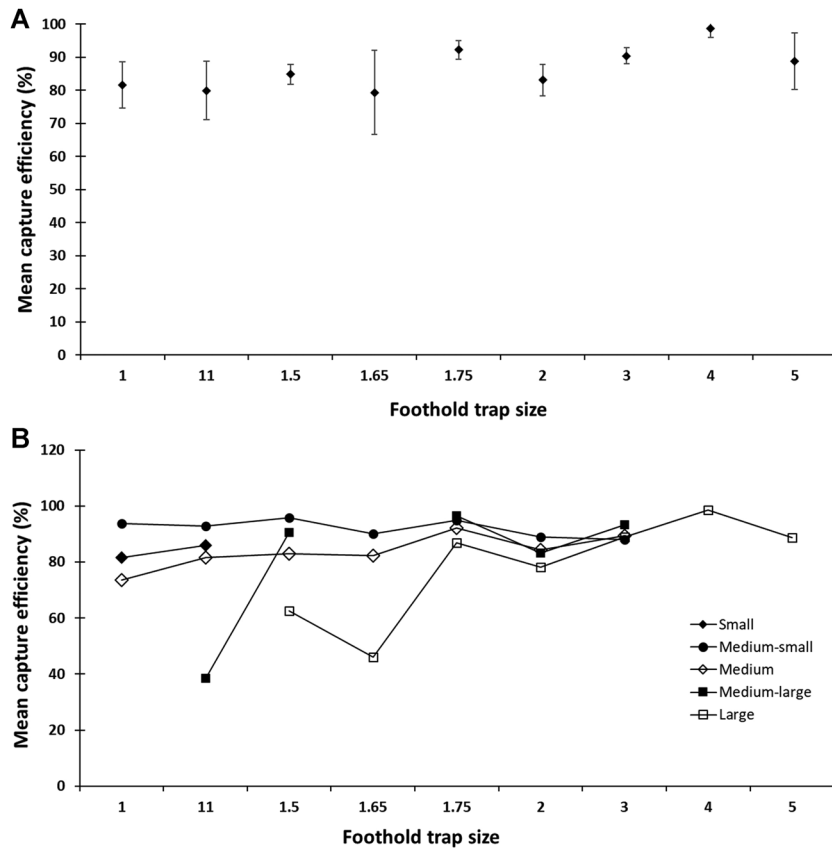 A
Mean capture efficiency (%)
100
90
80
70
60
50
40
30
20
10
0
1 11 1.5 1.65 1.75 2 3 4 5
Foothold trap size
B
Mean capture efficiency (%)
120
100
80
60
40
20
0
Small
Medium-small
Medium
Medium-large
Large
1 11 1.5 1.65 1.75 2 3 4 5
Foothold trap size